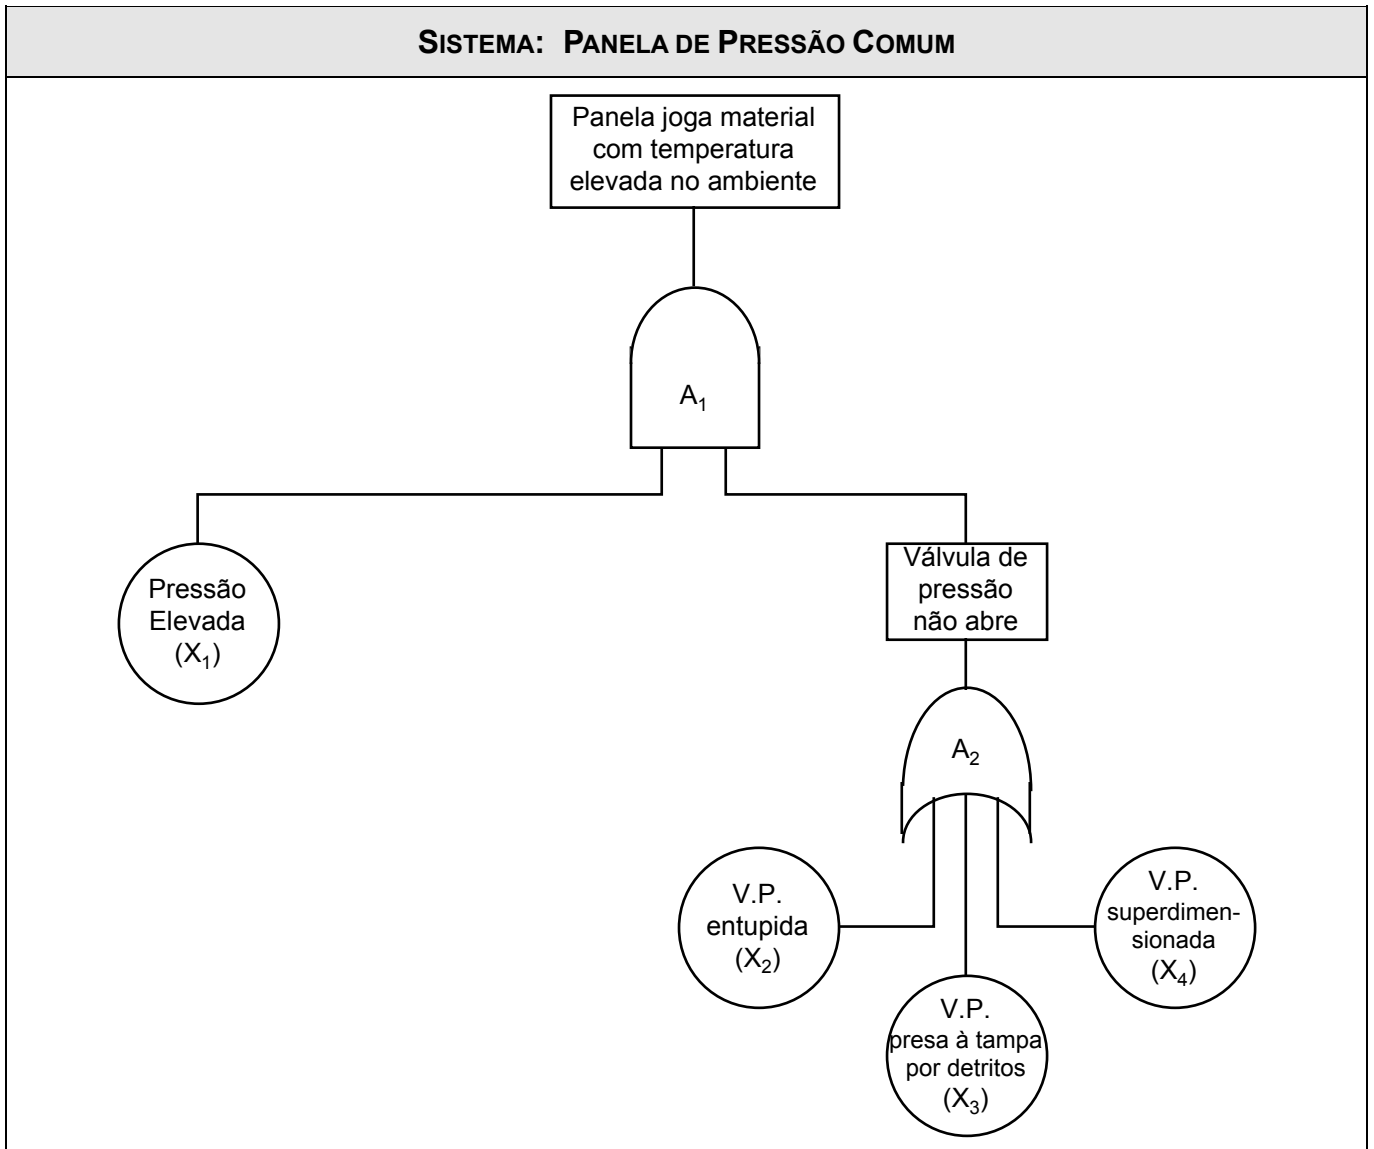 SISTEMA: PANELA DE PRESSÃO COMUM
Panela joga material
com temperatura
elevada no ambiente
A1
Pressão
Elevada
(X1)
Válvula de
pressão
não abre
A2
V.P.
entupida
(X2)
V.P.
presa à tampa
por detritos
(X3)
V.P.
superdimen-
sionada
(X4)